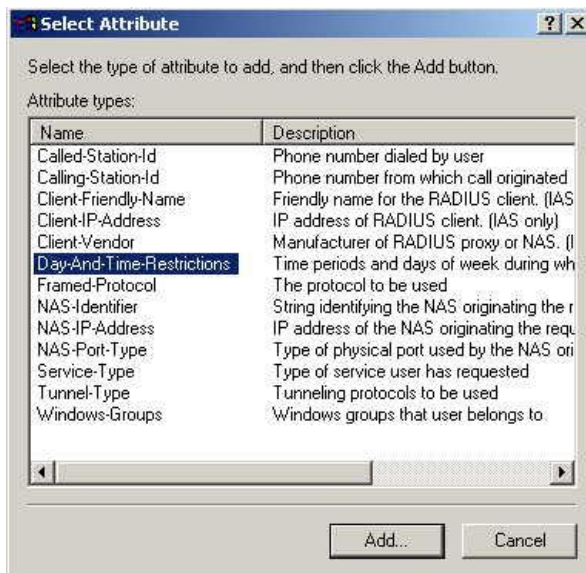 Select Attribute
Select the type of attribute to add, and then click the Add button.
Attribute types:
Name Description
Called-Station-Id Phone number dialed by user
Calling-Station-Id Phone number from which call originated
Client-Friendly-Name Friendly name for the RADIUS client. (IAS
Client-IP-Address IP address of RADIUS client. (IAS only)
Client-Vendor Manufacturer of RADIUS proxy or NAS. (I
Day-And-Time-Restrictions Time periods and days of week during wh
Framed-Protocol The protocol to be used
NAS-Identifier String identifying the NAS originating the r
NAS-IP-Address IP address of the NAS originating the requ
NAS-Port-Type Type of physical port used by the NAS ori
Service-Type Type of service user has requested
Tunnel-Type Tunneling protocols to be used
Windows-Groups Windows groups that user belongs to
Add... Cancel